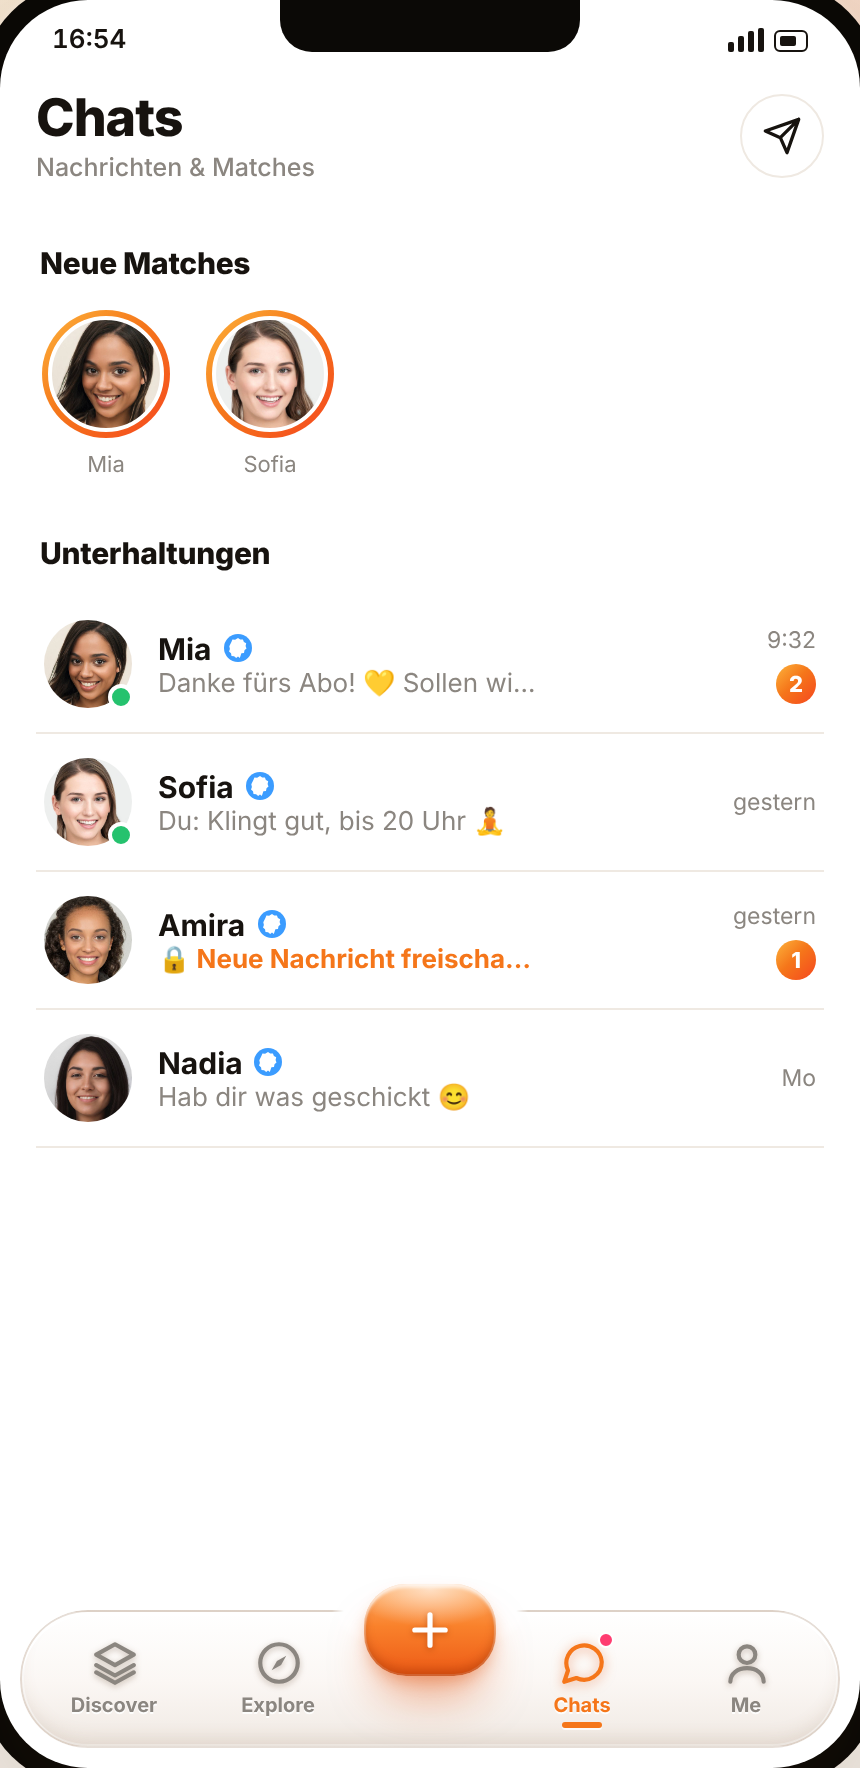 16:54
Chats
Nachrichten & Matches
Neue Matches
Mia
Sofia
Unterhaltungen
Mia
9:32
Danke fürs Abo! 💛 Sollen wi...
2
Sofia
Du: Klingt gut, bis 20 Uhr 🧘
gestern
Amira
gestern
🔒 Neue Nachricht freischa...
1
Nadia
Hab dir was geschickt 😊
Mo
Discover
Explore
Chats
Me